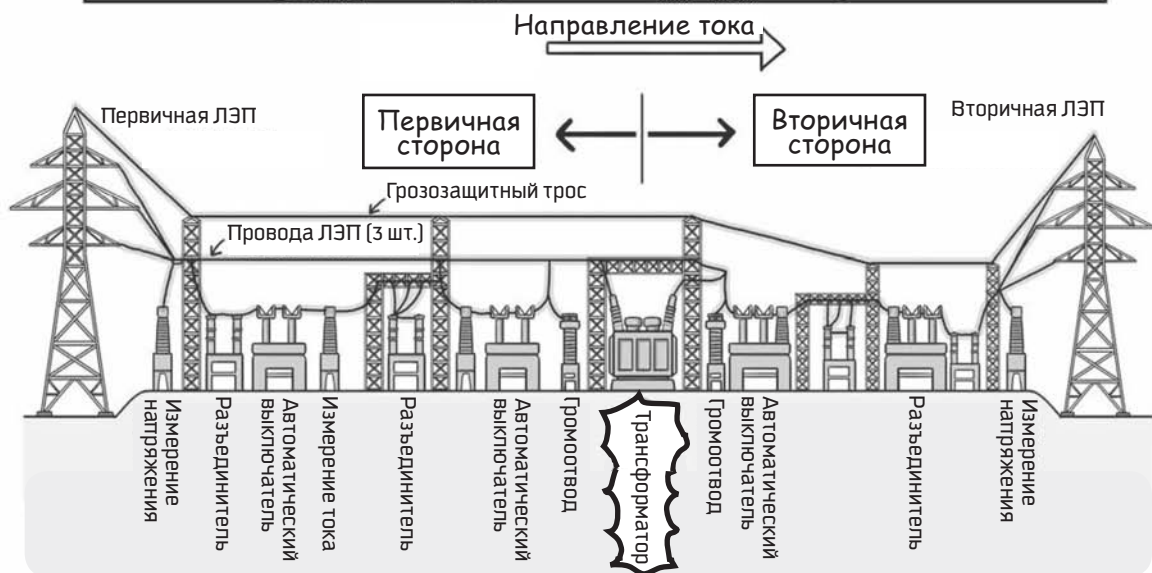 Направление тока
Первичная ЛЭП
Первичная
сторона
Вторичная
сторона
Вторичная ЛЭП
Грозозащитный трос
Провода ЛЭП (3 шт.)
Измерение
напряжения
Разъединитель
Автоматический
выключатель
Измерение тока
Разъединитель
Автоматический
выключатель
Громоотвод
Трансформатор
Громоотвод
Автоматический
выключатель
Разъединитель
Измерение
напряжения